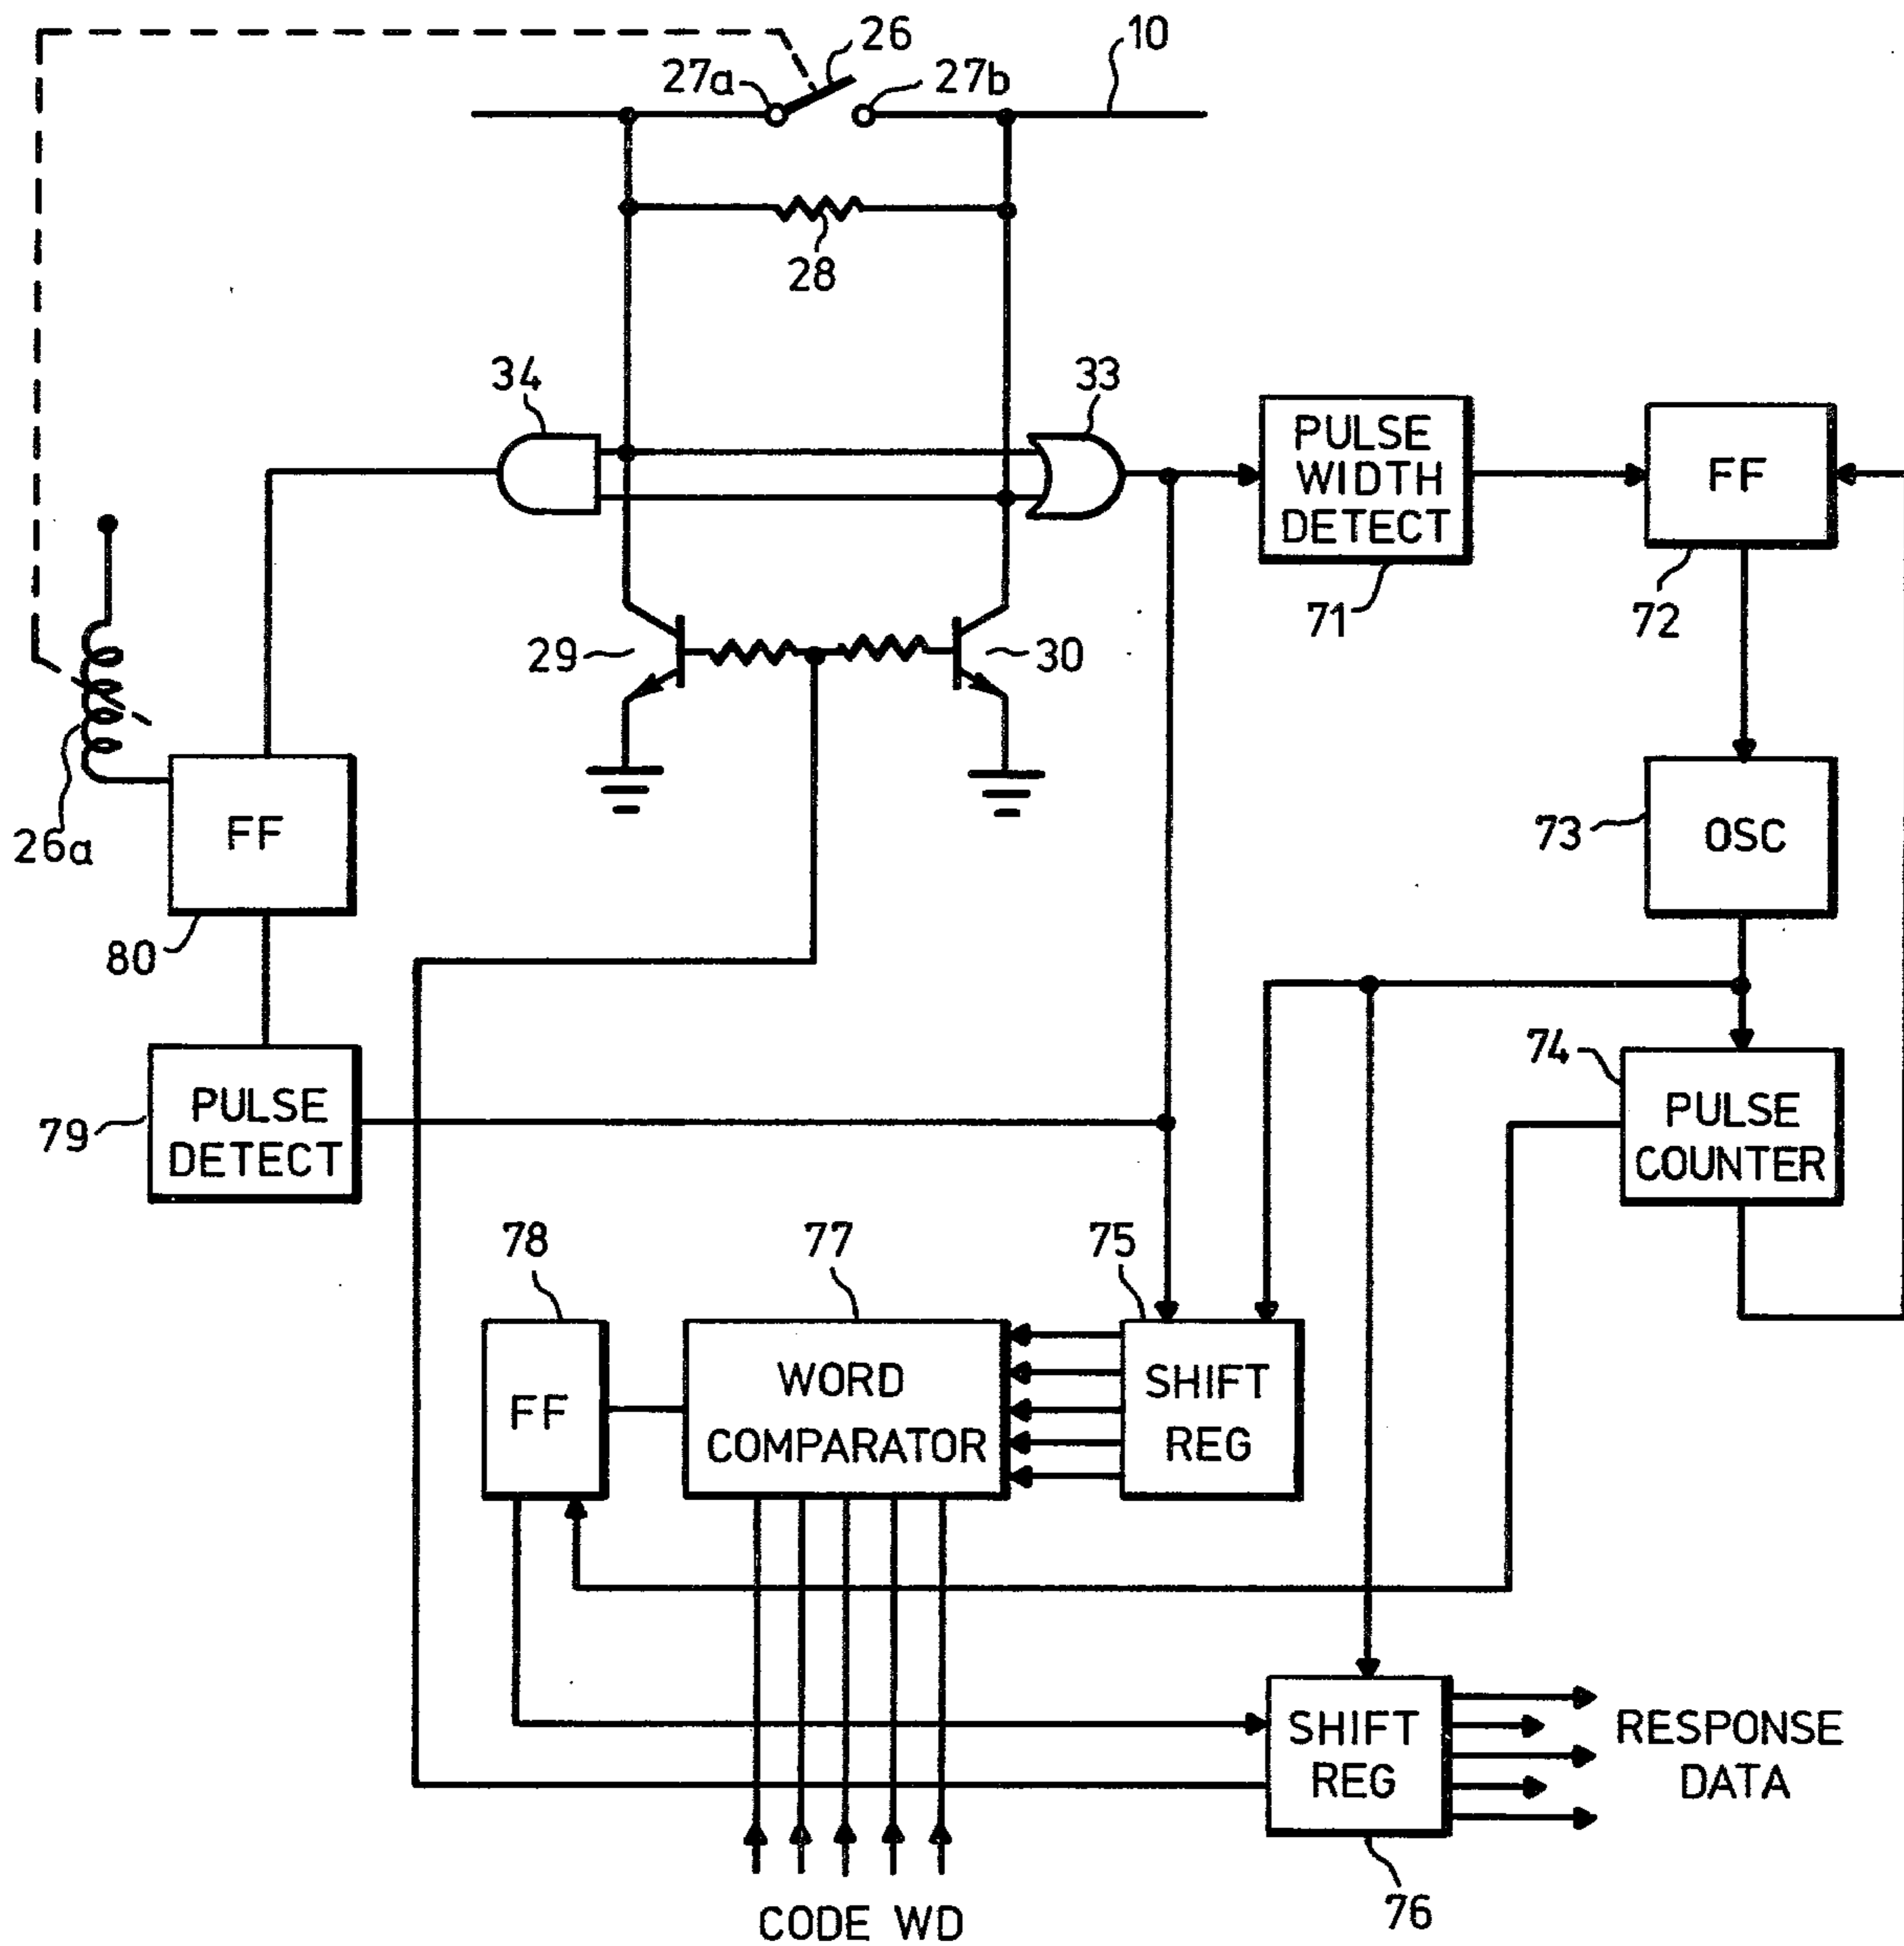 26
10
27a
27b
28
34
33
PULSE
WIDTH
DETECT
FF
71
72
29
30
26a
FF
80
73
OSC
74
PULSE
COUNTER
79
PULSE
DETECT
78
77
75
FF
WORD
COMPARATOR
SHIFT
REG
SHIFT
REG
RESPONSE
DATA
76
CODE WD